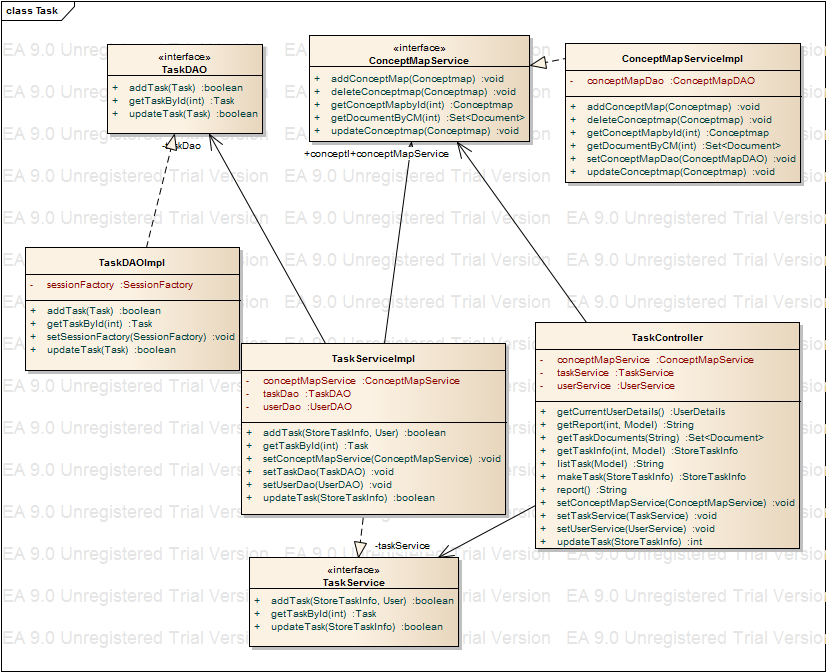 class Task
«interface»
TaskDAO
+ addTask(Task) :boolean
+ getTaskById(int) :Task
+ updateTask(Task) :boolean
«interface»
ConceptMapService
+ addConceptMap(Conceptmap) :void
+ deleteConceptmap(Conceptmap) :void
+ getConceptMapbyId(int) :Conceptmap
+ getDocumentByCM(int) :Set<Document>
+ updateConceptmap(Conceptmap) :void
ConceptMapServiceImpl
- conceptMapDao :ConceptMapDAO
+ addConceptMap(Conceptmap) :void
+ deleteConceptmap(Conceptmap) :void
+ getConceptMapbyId(int) :Conceptmap
+ getDocumentByCM(int) :Set<Document>
+ setConceptMapDao(ConceptMapDAO) :void
+ updateConceptmap(Conceptmap) :void
+conceptl+conceptMapService
TaskDAOImpl
- sessionFactory :SessionFactory
+ addTask(Task) :boolean
+ getTaskById(int) :Task
+ setSessionFactory(SessionFactory) :void
+ updateTask(Task) :boolean
TaskServiceImpl
- conceptMapService :ConceptMapService
- taskDao :TaskDAO
- userDao :UserDAO
+ addTask(StoreTaskInfo, User) :boolean
+ getTaskById(int) :Task
+ setConceptMapService(ConceptMapService) :void
+ setTaskDao(TaskDAO) :void
+ setUserDao(UserDAO) :void
+ updateTask(StoreTaskInfo) :boolean
TaskController
- conceptMapService :ConceptMapService
- taskService :TaskService
- userService :UserService
+ getCurrentUserDetails() :UserDetails
+ getReport(int, Model) :String
+ getTaskDocuments(String) :Set<Document>
+ getTaskInfo(int, Model) :StoreTaskInfo
+ listTask(Model) :String
+ makeTask(StoreTaskInfo) :StoreTaskInfo
+ report() :String
+ setConceptMapService(ConceptMapService) :void
+ setTaskService(TaskService) :void
+ setUserService(UserService) :void
+ updateTask(StoreTaskInfo) :int
-taskService
«interface»
TaskService
+ addTask(StoreTaskInfo, User) :boolean
+ getTaskById(int) :Task
+ updateTask(StoreTaskInfo) :boolean
EA 9.0 Unregistered Trial Version